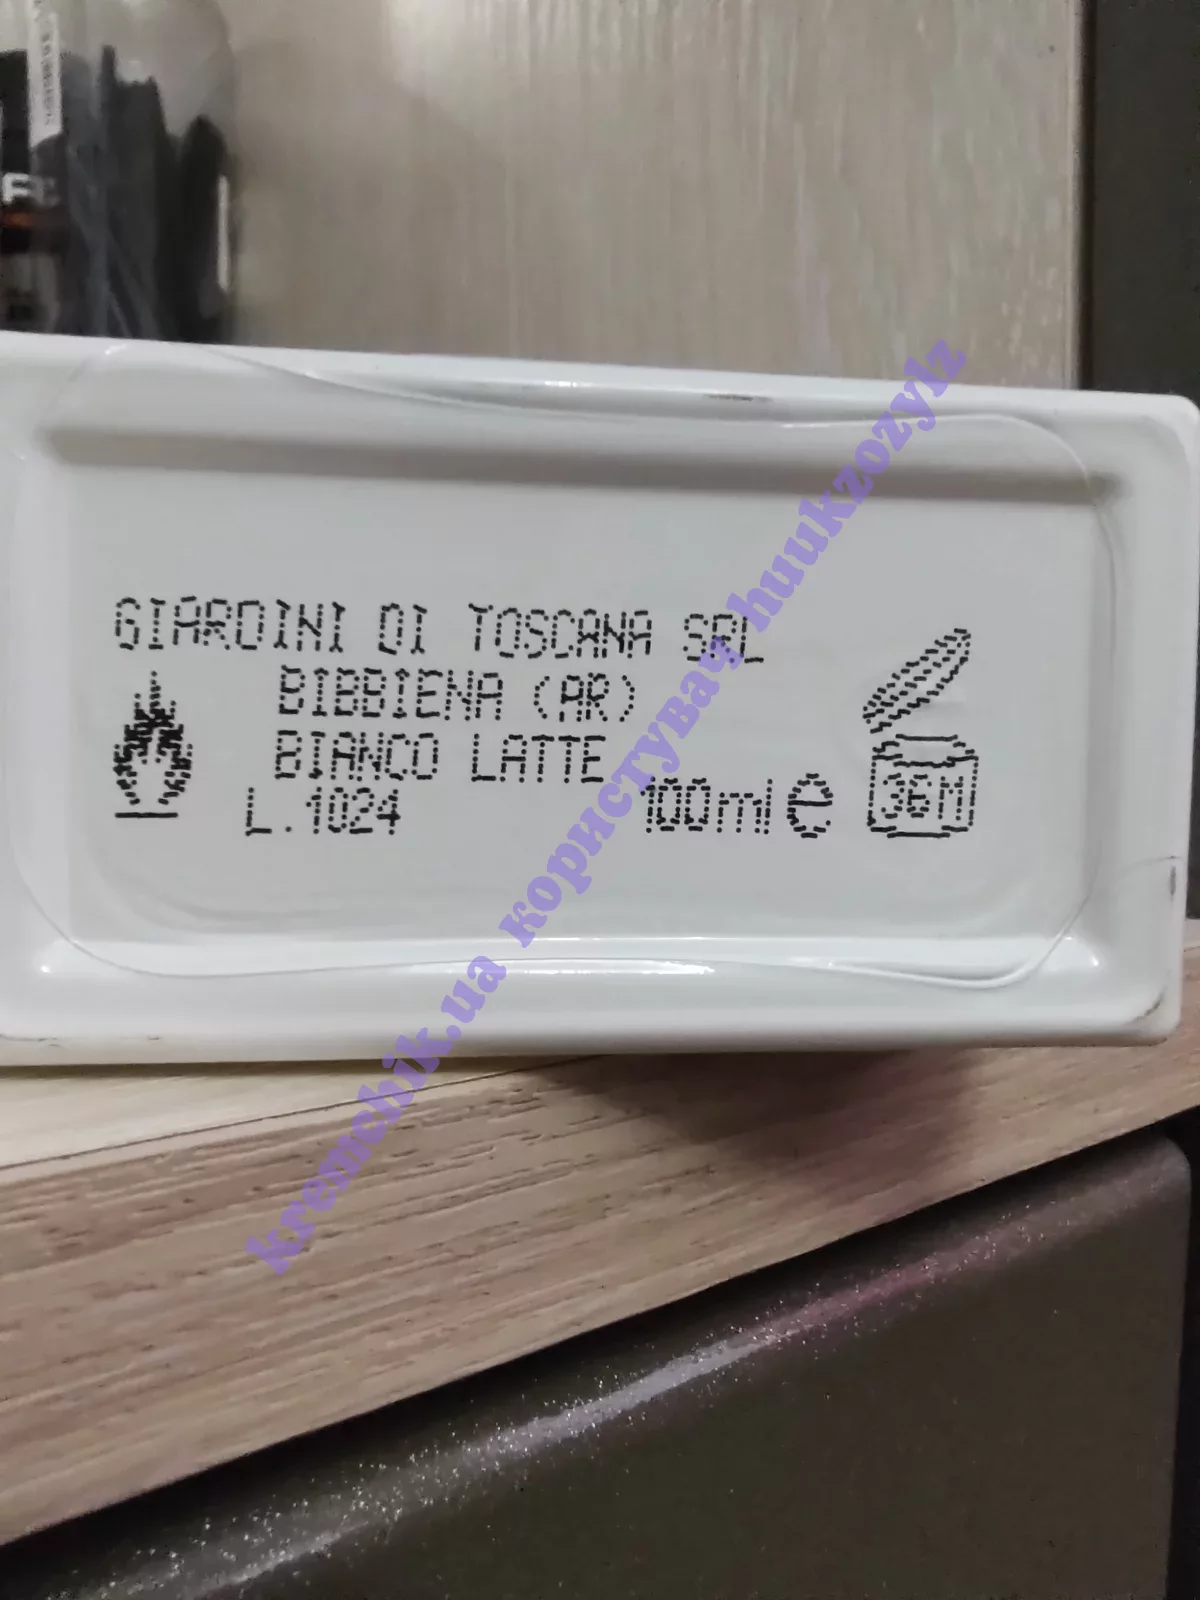 GIARDINI DI TOSCANA SRL
BIBBIENA (AR)
BIANCO LATTE
L.1024
100ml e
36M
kremchik.ua користувач huukzozylz